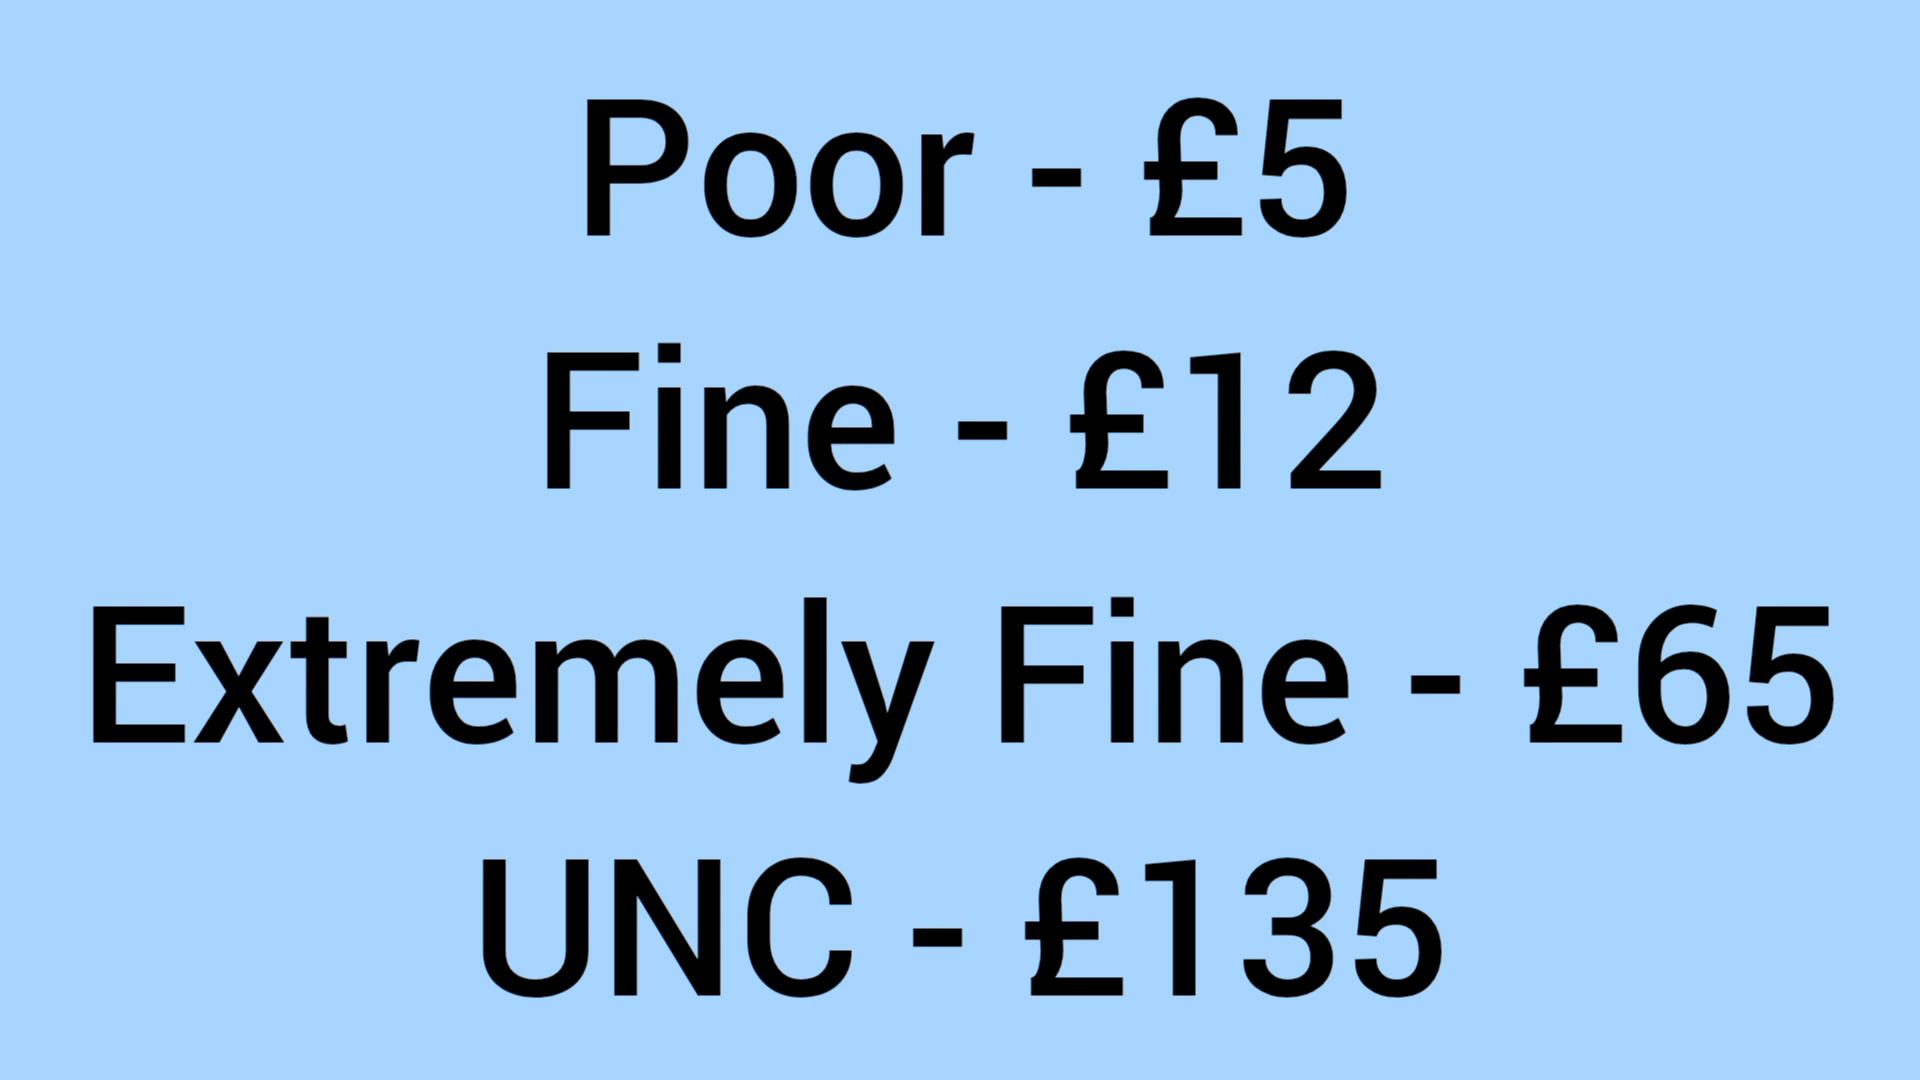 Poor - £5
Fine - £12
Extremely Fine - £65
UNC - £135